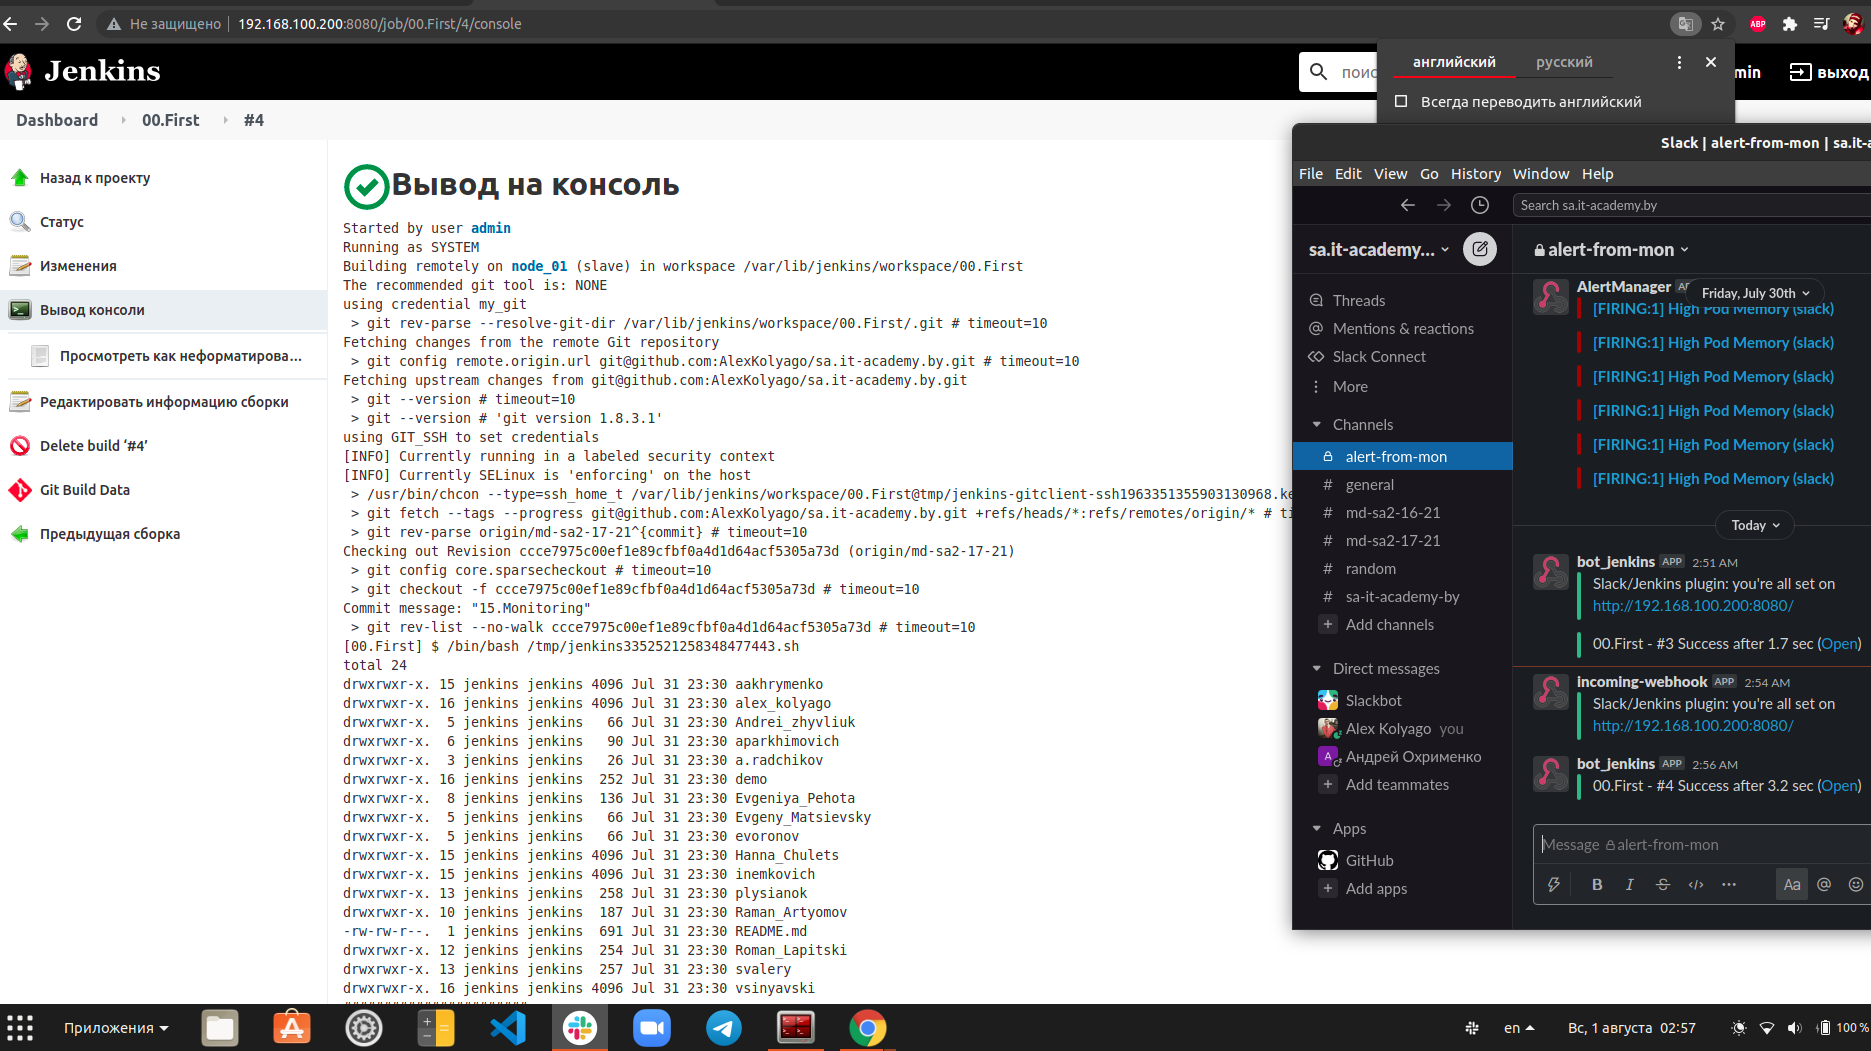 Не защищено 192.168.100.200:8080/job/00.First/4/console
ABP
Jenkins
поис
min
выход
английский русский
Всегда переводить английский
Dashboard 00.First #4
Назад к проекту
Статус
Изменения
Вывод консоли
Просмотреть как неформатирова...
Редактировать информацию сборки
Delete build ‘#4’
Git Build Data
Предыдущая сборка
Вывод на консоль
Started by user admin
Running as SYSTEM
Building remotely on node_01 (slave) in workspace /var/lib/jenkins/workspace/00.First
The recommended git tool is: NONE
using credential my_git
> git rev-parse --resolve-git-dir /var/lib/jenkins/workspace/00.First/.git # timeout=10
Fetching changes from the remote Git repository
> git config remote.origin.url git@github.com:AlexKolyago/sa.it-academy.by.git # timeout=10
Fetching upstream changes from git@github.com:AlexKolyago/sa.it-academy.by.git
> git --version # timeout=10
> git --version # 'git version 1.8.3.1'
using GIT_SSH to set credentials
[INFO] Currently running in a labeled security context
[INFO] Currently SELinux is 'enforcing' on the host
> /usr/bin/chcon --type=ssh_home_t /var/lib/jenkins/workspace/00.First@tmp/jenkins-gitclient-ssh1963351355903130968.ke
> git fetch --tags --progress git@github.com:AlexKolyago/sa.it-academy.by.git +refs/heads/*:refs/remotes/origin/* # ti
> git rev-parse origin/md-sa2-17-21^{commit} # timeout=10
Checking out Revision ccce7975c00ef1e89cfbf0a4d1d64acf5305a73d (origin/md-sa2-17-21)
> git config core.sparsecheckout # timeout=10
> git checkout -f ccce7975c00ef1e89cfbf0a4d1d64acf5305a73d # timeout=10
Commit message: "15.Monitoring"
> git rev-list --no-walk ccce7975c00ef1e89cfbf0a4d1d64acf5305a73d # timeout=10
[00.First] $ /bin/bash /tmp/jenkins3352521258348477443.sh
total 24
drwxrwxr-x. 15 jenkins jenkins 4096 Jul 31 23:30 aakhrymenko
drwxrwxr-x. 16 jenkins jenkins 4096 Jul 31 23:30 alex_kolyago
drwxrwxr-x. 5 jenkins jenkins 66 Jul 31 23:30 Andrei_zhyvliuk
drwxrwxr-x. 6 jenkins jenkins 90 Jul 31 23:30 aparkhimovich
drwxrwxr-x. 3 jenkins jenkins 26 Jul 31 23:30 a.radchikov
drwxrwxr-x. 16 jenkins jenkins 252 Jul 31 23:30 demo
drwxrwxr-x. 8 jenkins jenkins 136 Jul 31 23:30 Evgeniya_Pehota
drwxrwxr-x. 5 jenkins jenkins 66 Jul 31 23:30 Evgeny_Matsievsky
drwxrwxr-x. 5 jenkins jenkins 66 Jul 31 23:30 evoronov
drwxrwxr-x. 15 jenkins jenkins 4096 Jul 31 23:30 Hanna_Chulets
drwxrwxr-x. 15 jenkins jenkins 4096 Jul 31 23:30 inemkovich
drwxrwxr-x. 13 jenkins jenkins 258 Jul 31 23:30 plysianok
drwxrwxr-x. 10 jenkins jenkins 187 Jul 31 23:30 Raman_Artyomov
-rw-rw-r--. 1 jenkins jenkins 691 Jul 31 23:30 README.md
drwxrwxr-x. 12 jenkins jenkins 254 Jul 31 23:30 Roman_Lapitski
drwxrwxr-x. 13 jenkins jenkins 257 Jul 31 23:30 svalery
drwxrwxr-x. 16 jenkins jenkins 4096 Jul 31 23:30 vsinyavski
Slack | alert-from-mon | sa.it-a
File Edit View Go History Window Help
Search sa.it-academy.by
sa.it-academy...
Threads
Mentions & reactions
Slack Connect
More
Channels
alert-from-mon
# general
# md-sa2-16-21
# md-sa2-17-21
# random
# sa-it-academy-by
+ Add channels
Direct messages
Slackbot
Alex Kolyago you
А Андрей Охрименко
+ Add teammates
Apps
GitHub
+ Add apps
alert-from-mon
AlertManager
Friday, July 30th
[FIRING:1] High Pod Memory (slack)
[FIRING:1] High Pod Memory (slack)
[FIRING:1] High Pod Memory (slack)
[FIRING:1] High Pod Memory (slack)
[FIRING:1] High Pod Memory (slack)
[FIRING:1] High Pod Memory (slack)
Today
bot_jenkins APP 2:51 AM
Slack/Jenkins plugin: you're all set on
http://192.168.100.200:8080/
00.First - #3 Success after 1.7 sec (Open)
incoming-webhook APP 2:54 AM
Slack/Jenkins plugin: you're all set on
http://192.168.100.200:8080/
bot_jenkins APP 2:56 AM
00.First - #4 Success after 3.2 sec (Open)
Message alert-from-mon
B I S </> Aa @
Приложения
en Вс, 1 августа 02:57 100 %